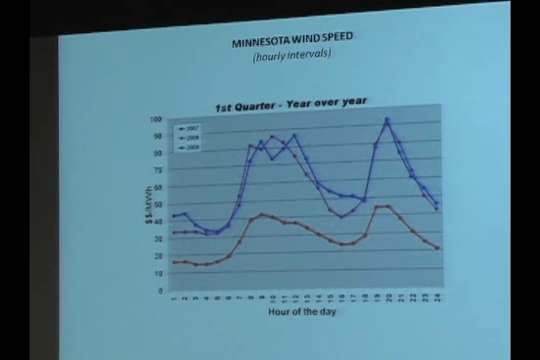 MINNESOTA WIND SPEED
(hourly intervals)
1st Quarter - Year over year
2007
2008
2009
100
90
80
70
60
50
40
30
20
10
0
$$/MWh
1 2 3 4 5 6 7 8 9 10 11 12 13 14 15 16 17 18 19 20 21 22 23 24
Hour of the day